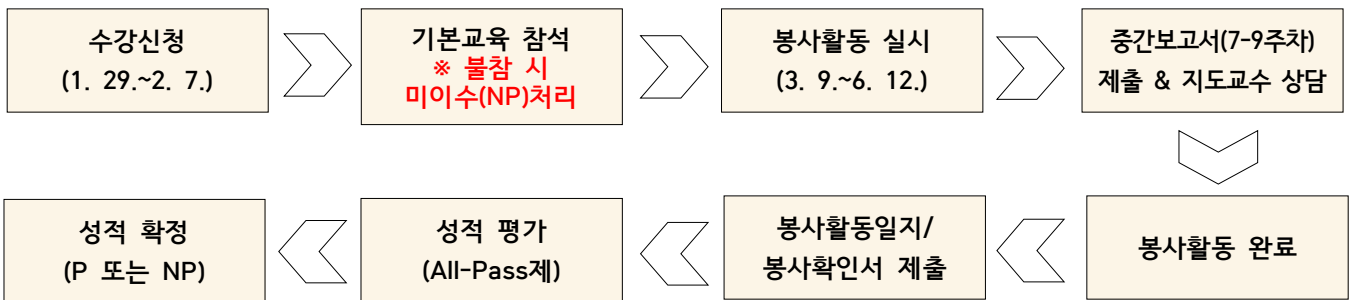 수강신청
(1. 29.~2. 7.)
기본교육 참석
※ 불참 시
미이수(NP)처리
봉사활동 실시
(3. 9.~6. 12.)
중간보고서(7-9주차)
제출 & 지도교수 상담
봉사활동 완료
봉사활동일지/
봉사확인서 제출
성적 평가
(All-Pass제)
성적 확정
(P 또는 NP)